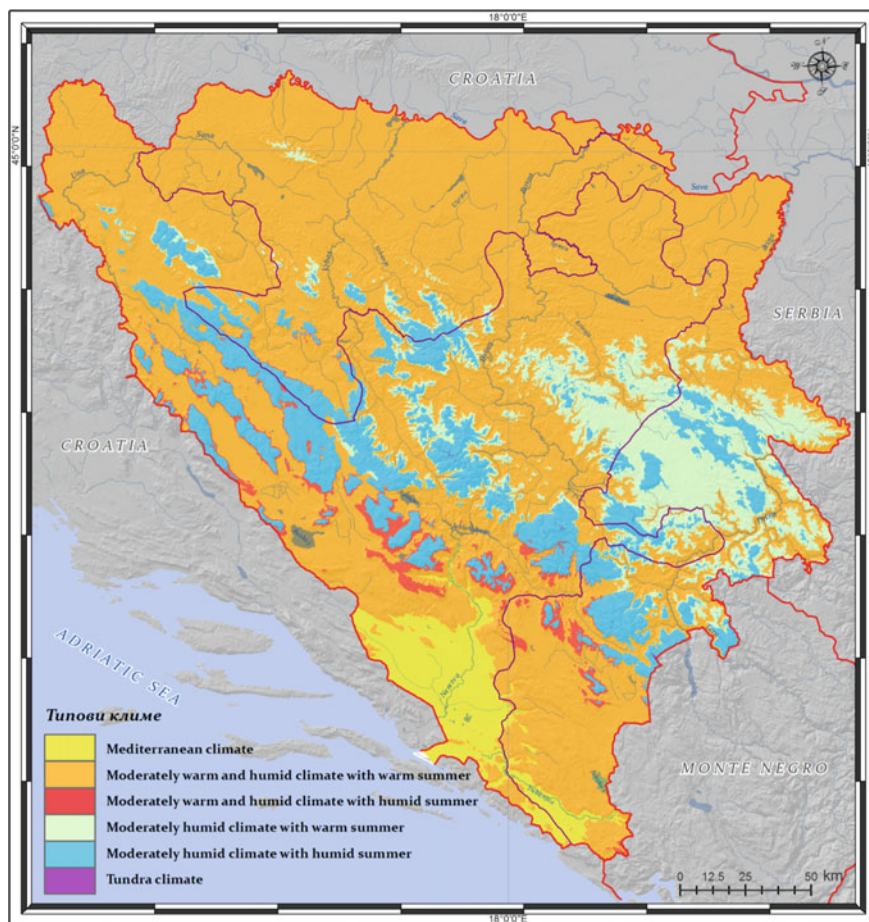 18°0'0"E
N
CROATIA
Sava
45°0'0"N
Una
Sana
Sava
SERBIA
CROATIA
ADRIATIC SEA
Neretva
MONTE NEGRO
Типови климе
Mediterranean climate
Moderately warm and humid climate with warm summer
Moderately warm and humid climate with humid summer
Moderately humid climate with warm summer
Moderately humid climate with humid summer
Tundra climate
0 12.5 25 50 km
18°0'0"E